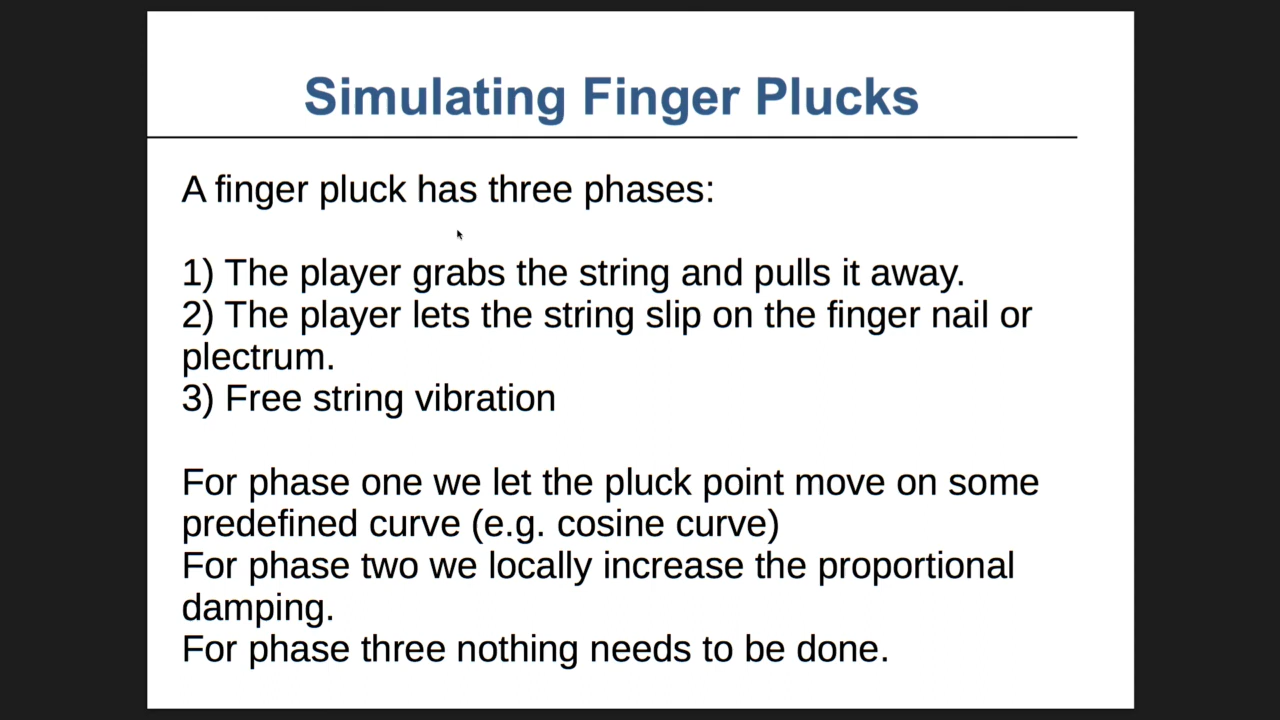 Simulating Finger Plucks
A finger pluck has three phases:
1) The player grabs the string and pulls it away.
2) The player lets the string slip on the finger nail or
plectrum.
3) Free string vibration
For phase one we let the pluck point move on some
predefined curve (e.g. cosine curve)
For phase two we locally increase the proportional
damping.
For phase three nothing needs to be done.